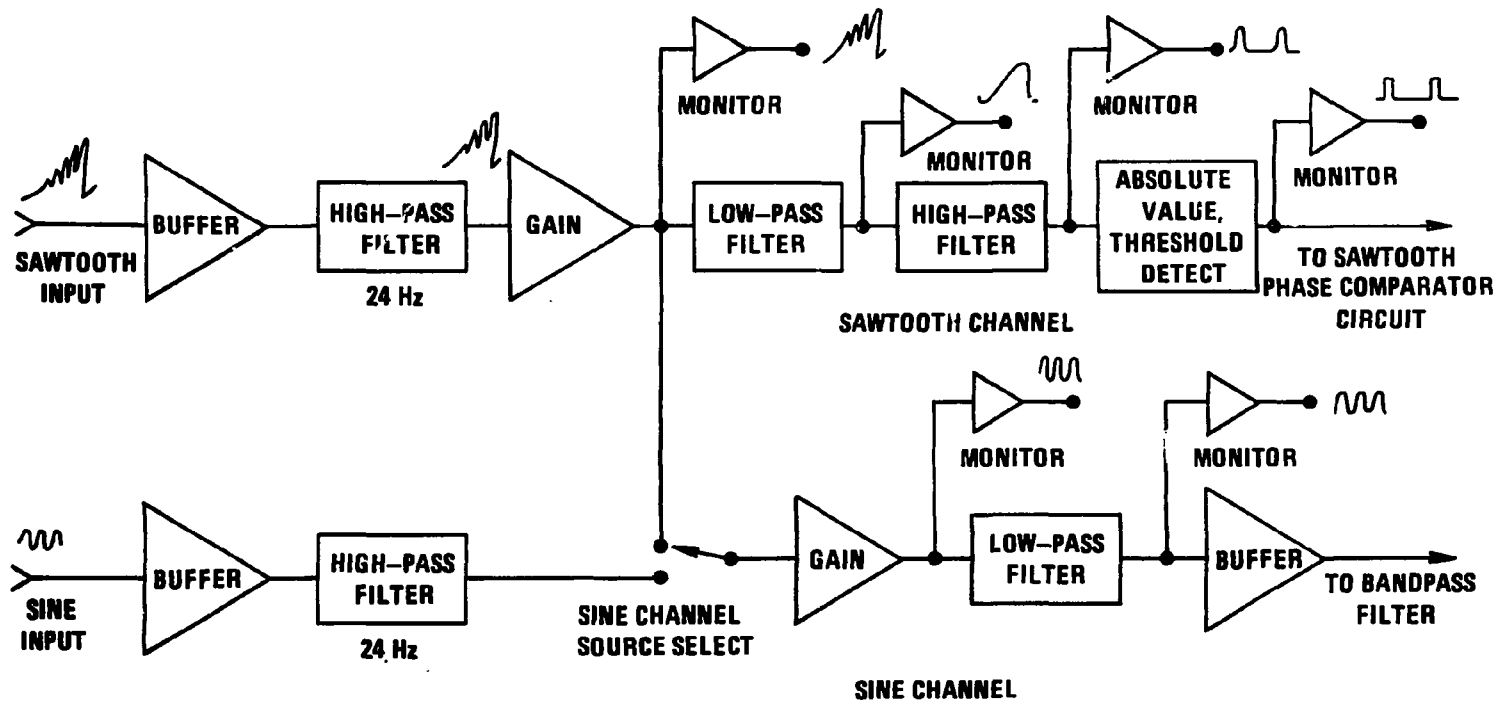 MONITOR
MONITOR
MONITOR
MONITOR
SAWTOOTH
INPUT
BUFFER
HIGH-PASS
FILTER
24 Hz
GAIN
LOW-PASS
FILTER
HIGH-PASS
FILTER
ABSOLUTE
VALUE,
THRESHOLD
DETECT
TO SAWTOOTH
PHASE COMPARATOR
CIRCUIT
SAWTOOTH CHANNEL
SINE
INPUT
BUFFER
HIGH-PASS
FILTER
24 Hz
SINE CHANNEL
SOURCE SELECT
GAIN
MONITOR
LOW-PASS
FILTER
MONITOR
BUFFER
TO BANDPASS
FILTER
SINE CHANNEL